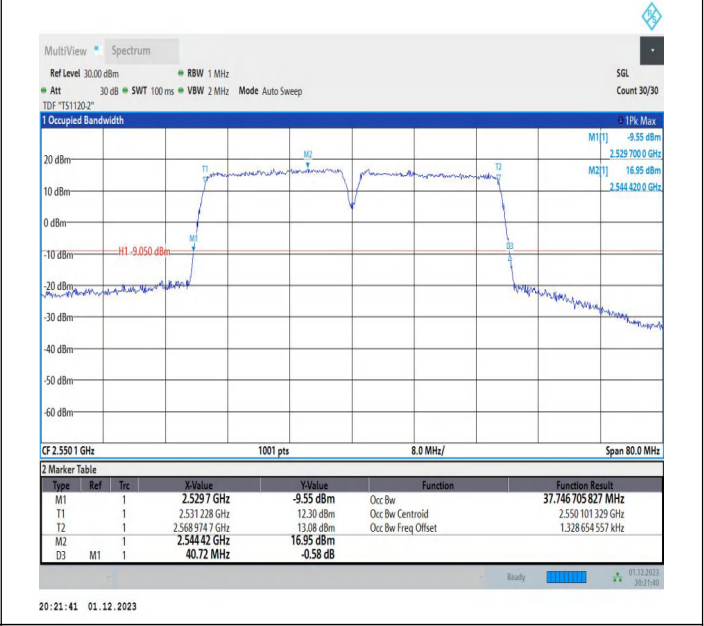 R S
MultiView Spectrum
Ref Level 30.00 dBm RBW 1 MHz SGL
Att 30 dB SWT 100 ms VBW 2 MHz Mode Auto Sweep Count 30/30
TDF "TS1120-2"
1 Occupied Bandwidth 1Pk Max
M1[1] -9.55 dBm
2.529 700 0 GHz
M2[1] 16.95 dBm
2.544 420 0 GHz
20 dBm
T1 M2 T2
10 dBm
0 dBm
M1 D3
H1 -9.050 dBm
-10 dBm
-20 dBm
-30 dBm
-40 dBm
-50 dBm
-60 dBm
CF 2.550 1 GHz 1001 pts 8.0 MHz/ Span 80.0 MHz
2 Marker Table
Type Ref Trc X-Value Y-Value Function Function Result
M1 1 2.529 7 GHz -9.55 dBm Occ Bw 37.746 705 827 MHz
T1 1 2.531 228 GHz 12.30 dBm Occ Bw Centroid 2.550 101 329 GHz
T2 1 2.568 974 7 GHz 13.08 dBm Occ Bw Freq Offset 1.328 654 557 kHz
M2 1 2.544 42 GHz 16.95 dBm
D3 M1 1 40.72 MHz -0.58 dB
Ready 01.12.2023
20:21:40
20:21:41 01.12.2023